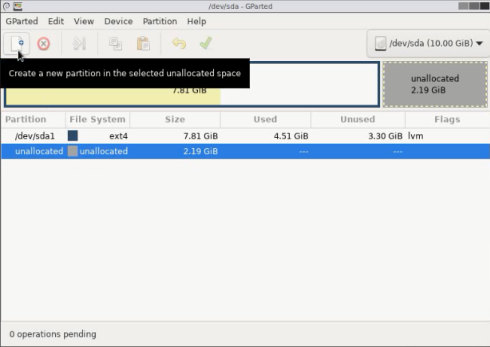 /dev/sda - GParted
GParted Edit View Device Partition Help
/dev/sda (10.00 GiB)
Create a new partition in the selected unallocated space
7.81 GiB
unallocated
2.19 GiB
Partition File System Size Used Unused Flags
/dev/sda1 ext4 7.81 GiB 4.51 GiB 3.30 GiB lvm
unallocated unallocated 2.19 GiB --- ---
0 operations pending